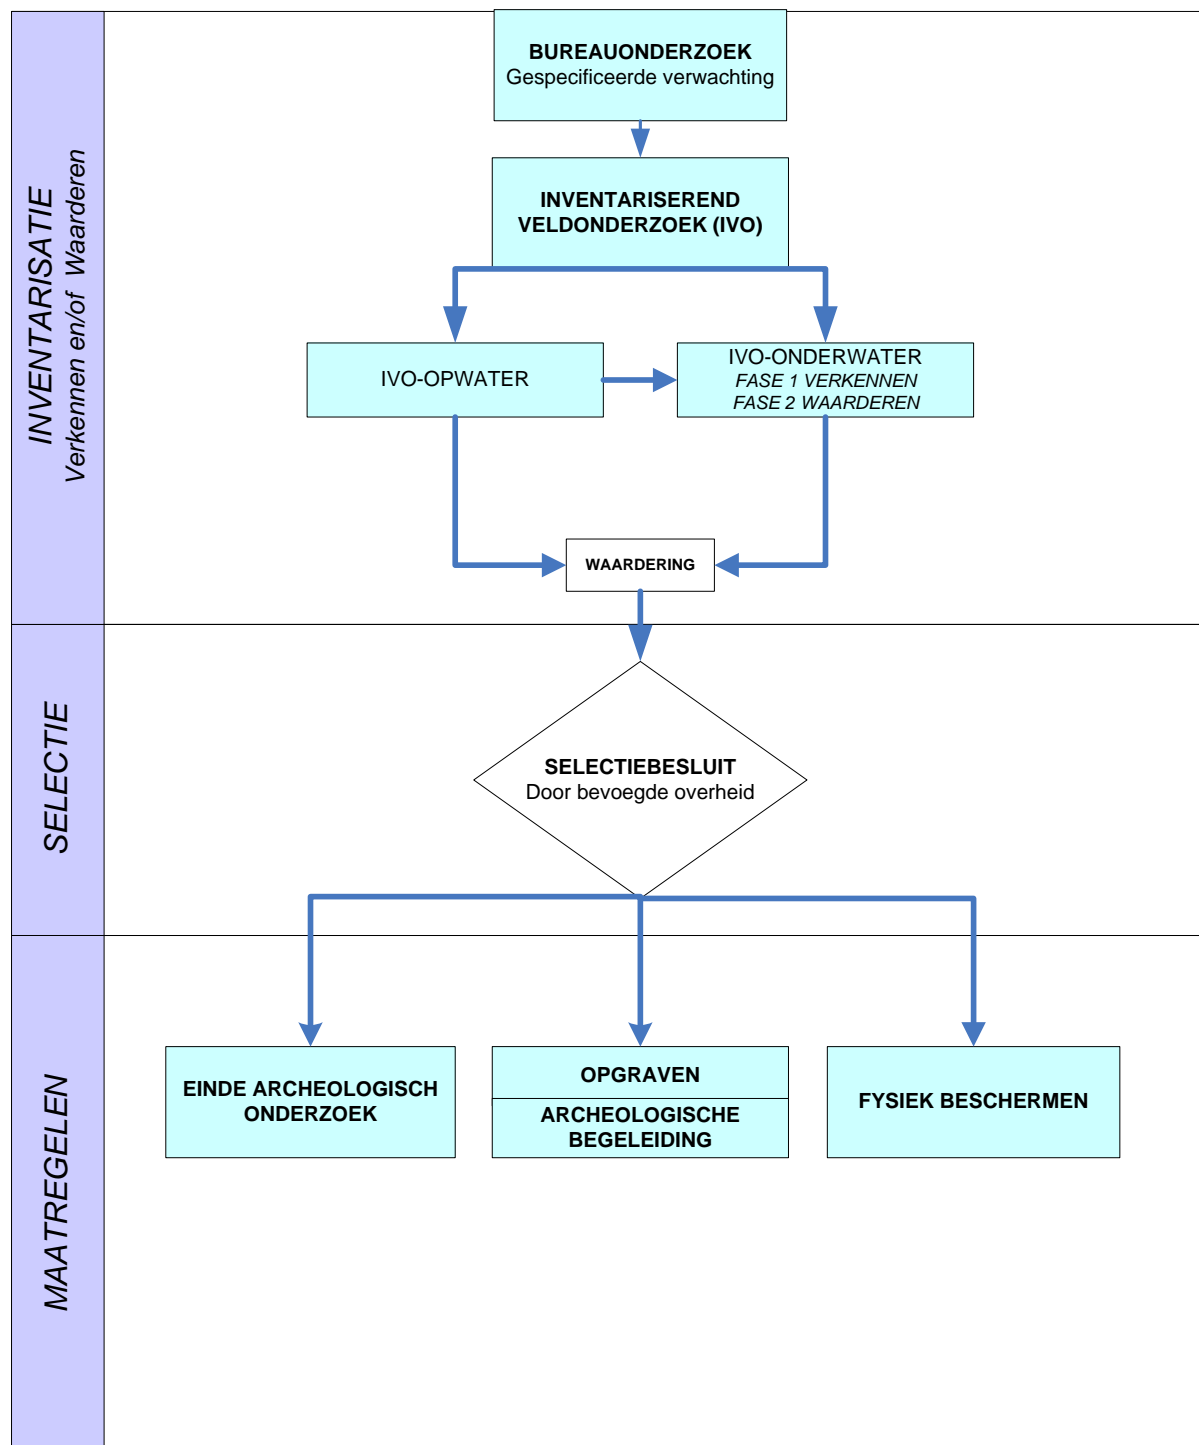 INVENTARISATIE
Verkennen en/of Waarderen
BUREAUONDERZOEK
Gespecificeerde verwachting
INVENTARISEREND
VELDONDERZOEK (IVO)
IVO-OPWATER
IVO-ONDERWATER
FASE 1 VERKENNEN
FASE 2 WAARDEREN
WAARDERING
SELECTIE
SELECTIEBESLUIT
Door bevoegde overheid
MAATREGELEN
EINDE ARCHEOLOGISCH
ONDERZOEK
OPGRAVEN
ARCHEOLOGISCHE
BEGELEIDING
FYSIEK BESCHERMEN